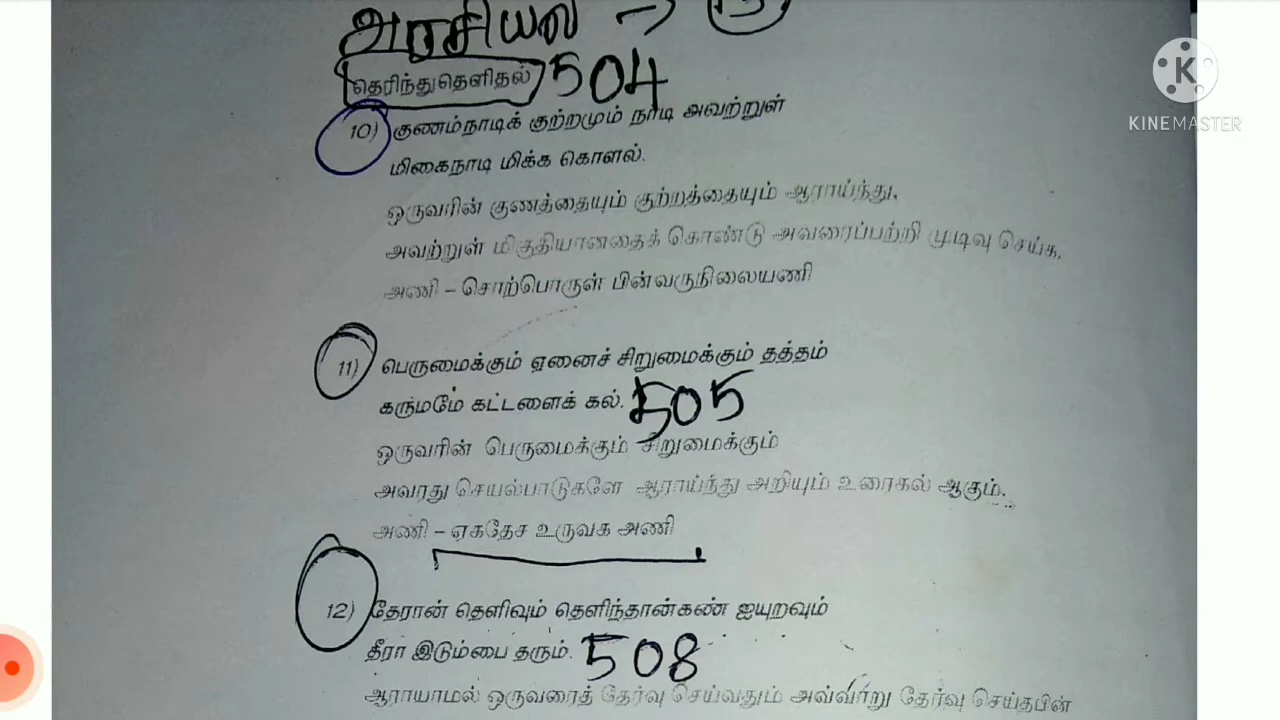 அரசியல் →
தெரிந்துதெளிதல் 504
10) குணம்நாடிக் குற்றமும் நாடி அவற்றுள்
மிகைநாடி மிக்க கொளல்.
ஒருவரின் குணத்தையும் குற்றத்தையும் ஆராய்ந்து,
அவற்றுள் மிகுதியானதைக் கொண்டு அவரைப்பற்றி முடிவு செய்க.
அணி – சொற்பொருள் பின்வருநிலையணி
11) பெருமைக்கும் ஏனைச் சிறுமைக்கும் தத்தம்
கருமமே கட்டளைக் கல். 505
ஒருவரின் பெருமைக்கும் சிறுமைக்கும்
அவரது செயல்பாடுகளே ஆராய்ந்து அறியும் உரைகல் ஆகும்.
அணி – ஏகதேச உருவக அணி
12) தேரான் தெளிவும் தெளிந்தான்கண் ஐயுறவும்
தீரா இடும்பை தரும். 508
ஆராயாமல் ஒருவரைத் தேர்வு செய்வதும் அவ்வாறு தேர்வு செய்தபின்
K
KINEMASTER